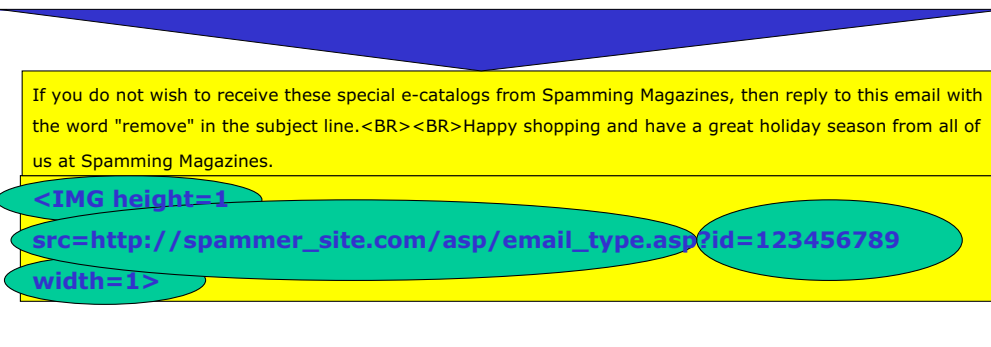 If you do not wish to receive these special e-catalogs from Spamming Magazines, then reply to this email with
the word "remove" in the subject line.<BR><BR>Happy shopping and have a great holiday season from all of
us at Spamming Magazines.
<IMG height=1
src=http://spammer_site.com/asp/email_type.asp?id=123456789
width=1>